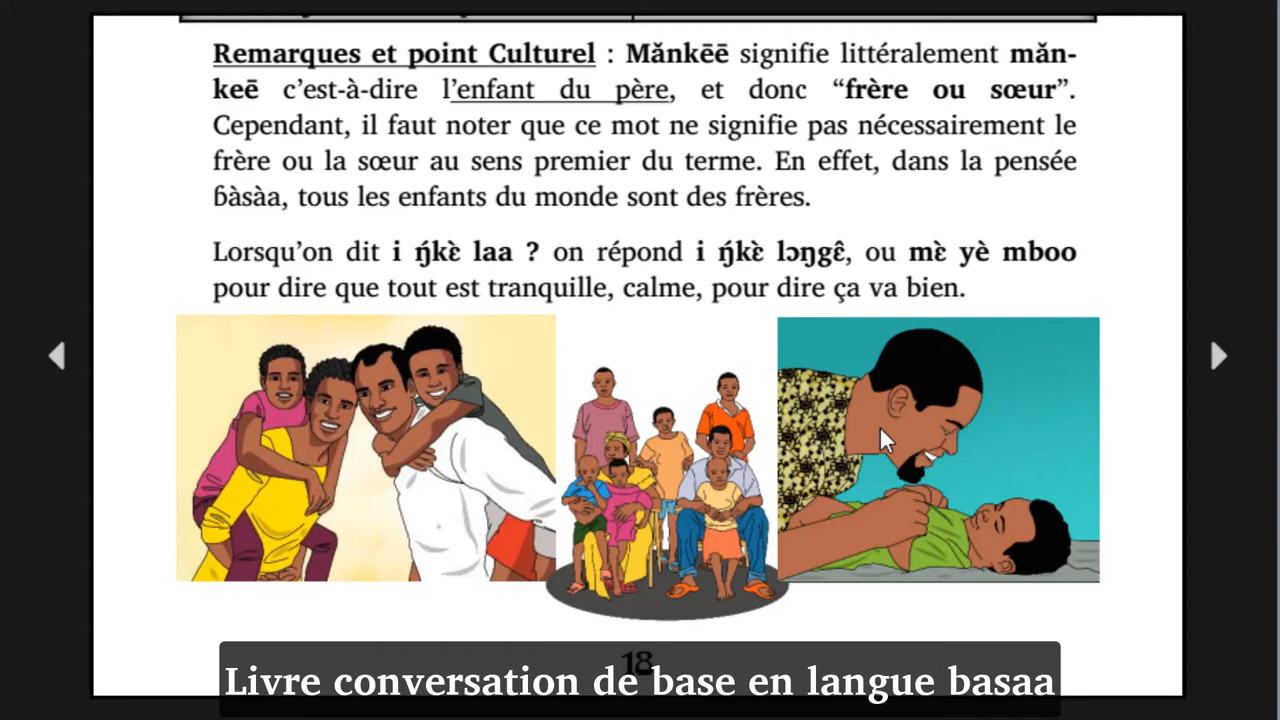 Remarques et point Culturel : Mǎnkēē signifie littéralement mǎn-
keē c’est-à-dire l’enfant du père, et donc “frère ou sœur”.
Cependant, il faut noter que ce mot ne signifie pas nécessairement le
frère ou la sœur au sens premier du terme. En effet, dans la pensée
ɓàsàa, tous les enfants du monde sont des frères.
Lorsqu’on dit i ŋ́kɛ̀ laa ? on répond i ŋ́kɛ̀ lɔŋgɛ̂, ou mɛ̀ yè mboo
pour dire que tout est tranquille, calme, pour dire ça va bien.
18
Livre conversation de base en langue basaa